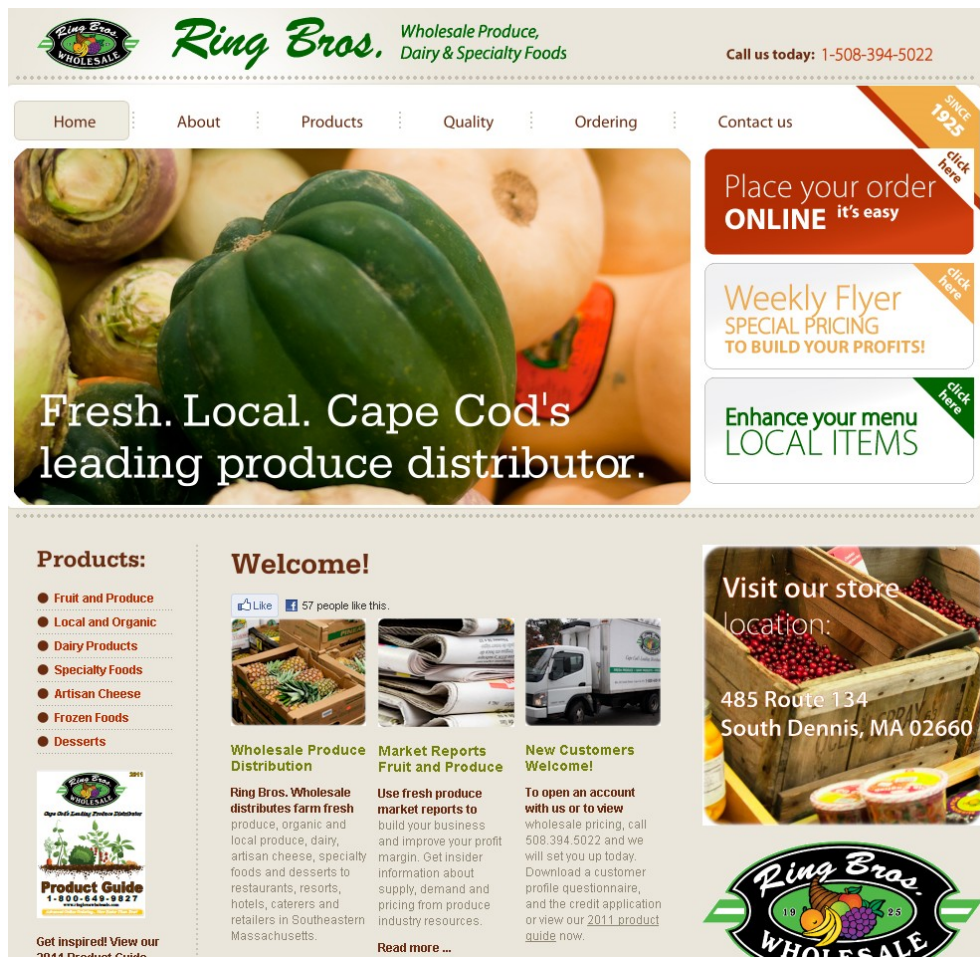 Ring Bros.
WHOLESALE
Ring Bros.
Wholesale Produce,
Dairy & Specialty Foods
Call us today: 1-508-394-5022
Home
About
Products
Quality
Ordering
Contact us
SINCE
1925
Fresh. Local. Cape Cod's
leading produce distributor.
Place your order
ONLINE it's easy
click
here
Weekly Flyer
SPECIAL PRICING
TO BUILD YOUR PROFITS!
click
here
Enhance your menu
LOCAL ITEMS
click
here
Products:
Fruit and Produce
Local and Organic
Dairy Products
Specialty Foods
Artisan Cheese
Frozen Foods
Desserts
2011
Ring Bros.
WHOLESALE
Cape Cod's Leading Produce Distributor
Product Guide
1-800-649-9827
Get inspired! View our
2011 Product Guide
Welcome!
Like
57 people like this.
Wholesale Produce
Distribution
Ring Bros. Wholesale
distributes farm fresh
produce, organic and
local produce, dairy,
artisan cheese, specialty
foods and desserts to
restaurants, resorts,
hotels, caterers and
retailers in Southeastern
Massachusetts.
Market Reports
Fruit and Produce
Use fresh produce
market reports to
build your business
and improve your profit
margin. Get insider
information about
supply, demand and
pricing from produce
industry resources.
Read more ...
New Customers
Welcome!
To open an account
with us or to view
wholesale pricing, call
508.394.5022 and we
will set you up today.
Download a customer
profile questionnaire,
and the credit application
or view our 2011 product
guide now.
Visit our store
location:
485 Route 134
South Dennis, MA 02660
Ring Bros.
19 25
WHOLESALE